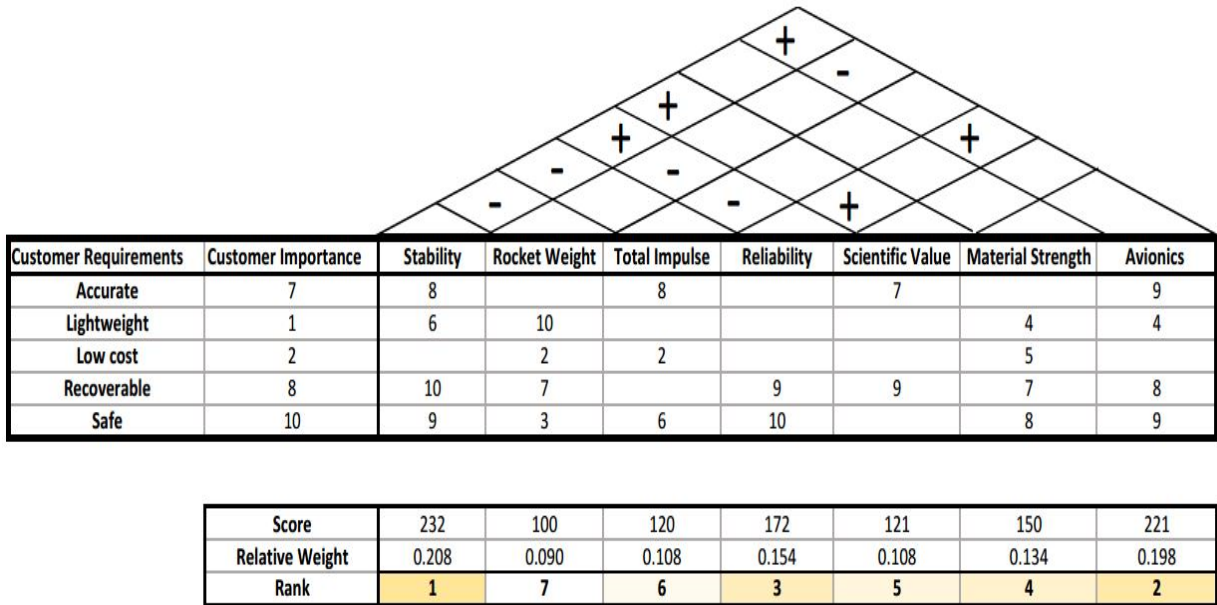 +
-
+
+
+
-
-
-
-
+
Customer Requirements Customer Importance Stability Rocket Weight Total Impulse Reliability Scientific Value Material Strength Avionics
Accurate 7 8 8 7 9
Lightweight 1 6 10 4 4
Low cost 2 2 2 5
Recoverable 8 10 7 9 9 7 8
Safe 10 9 3 6 10 8 9
Score 232 100 120 172 121 150 221
Relative Weight 0.208 0.090 0.108 0.154 0.108 0.134 0.198
Rank 1 7 6 3 5 4 2